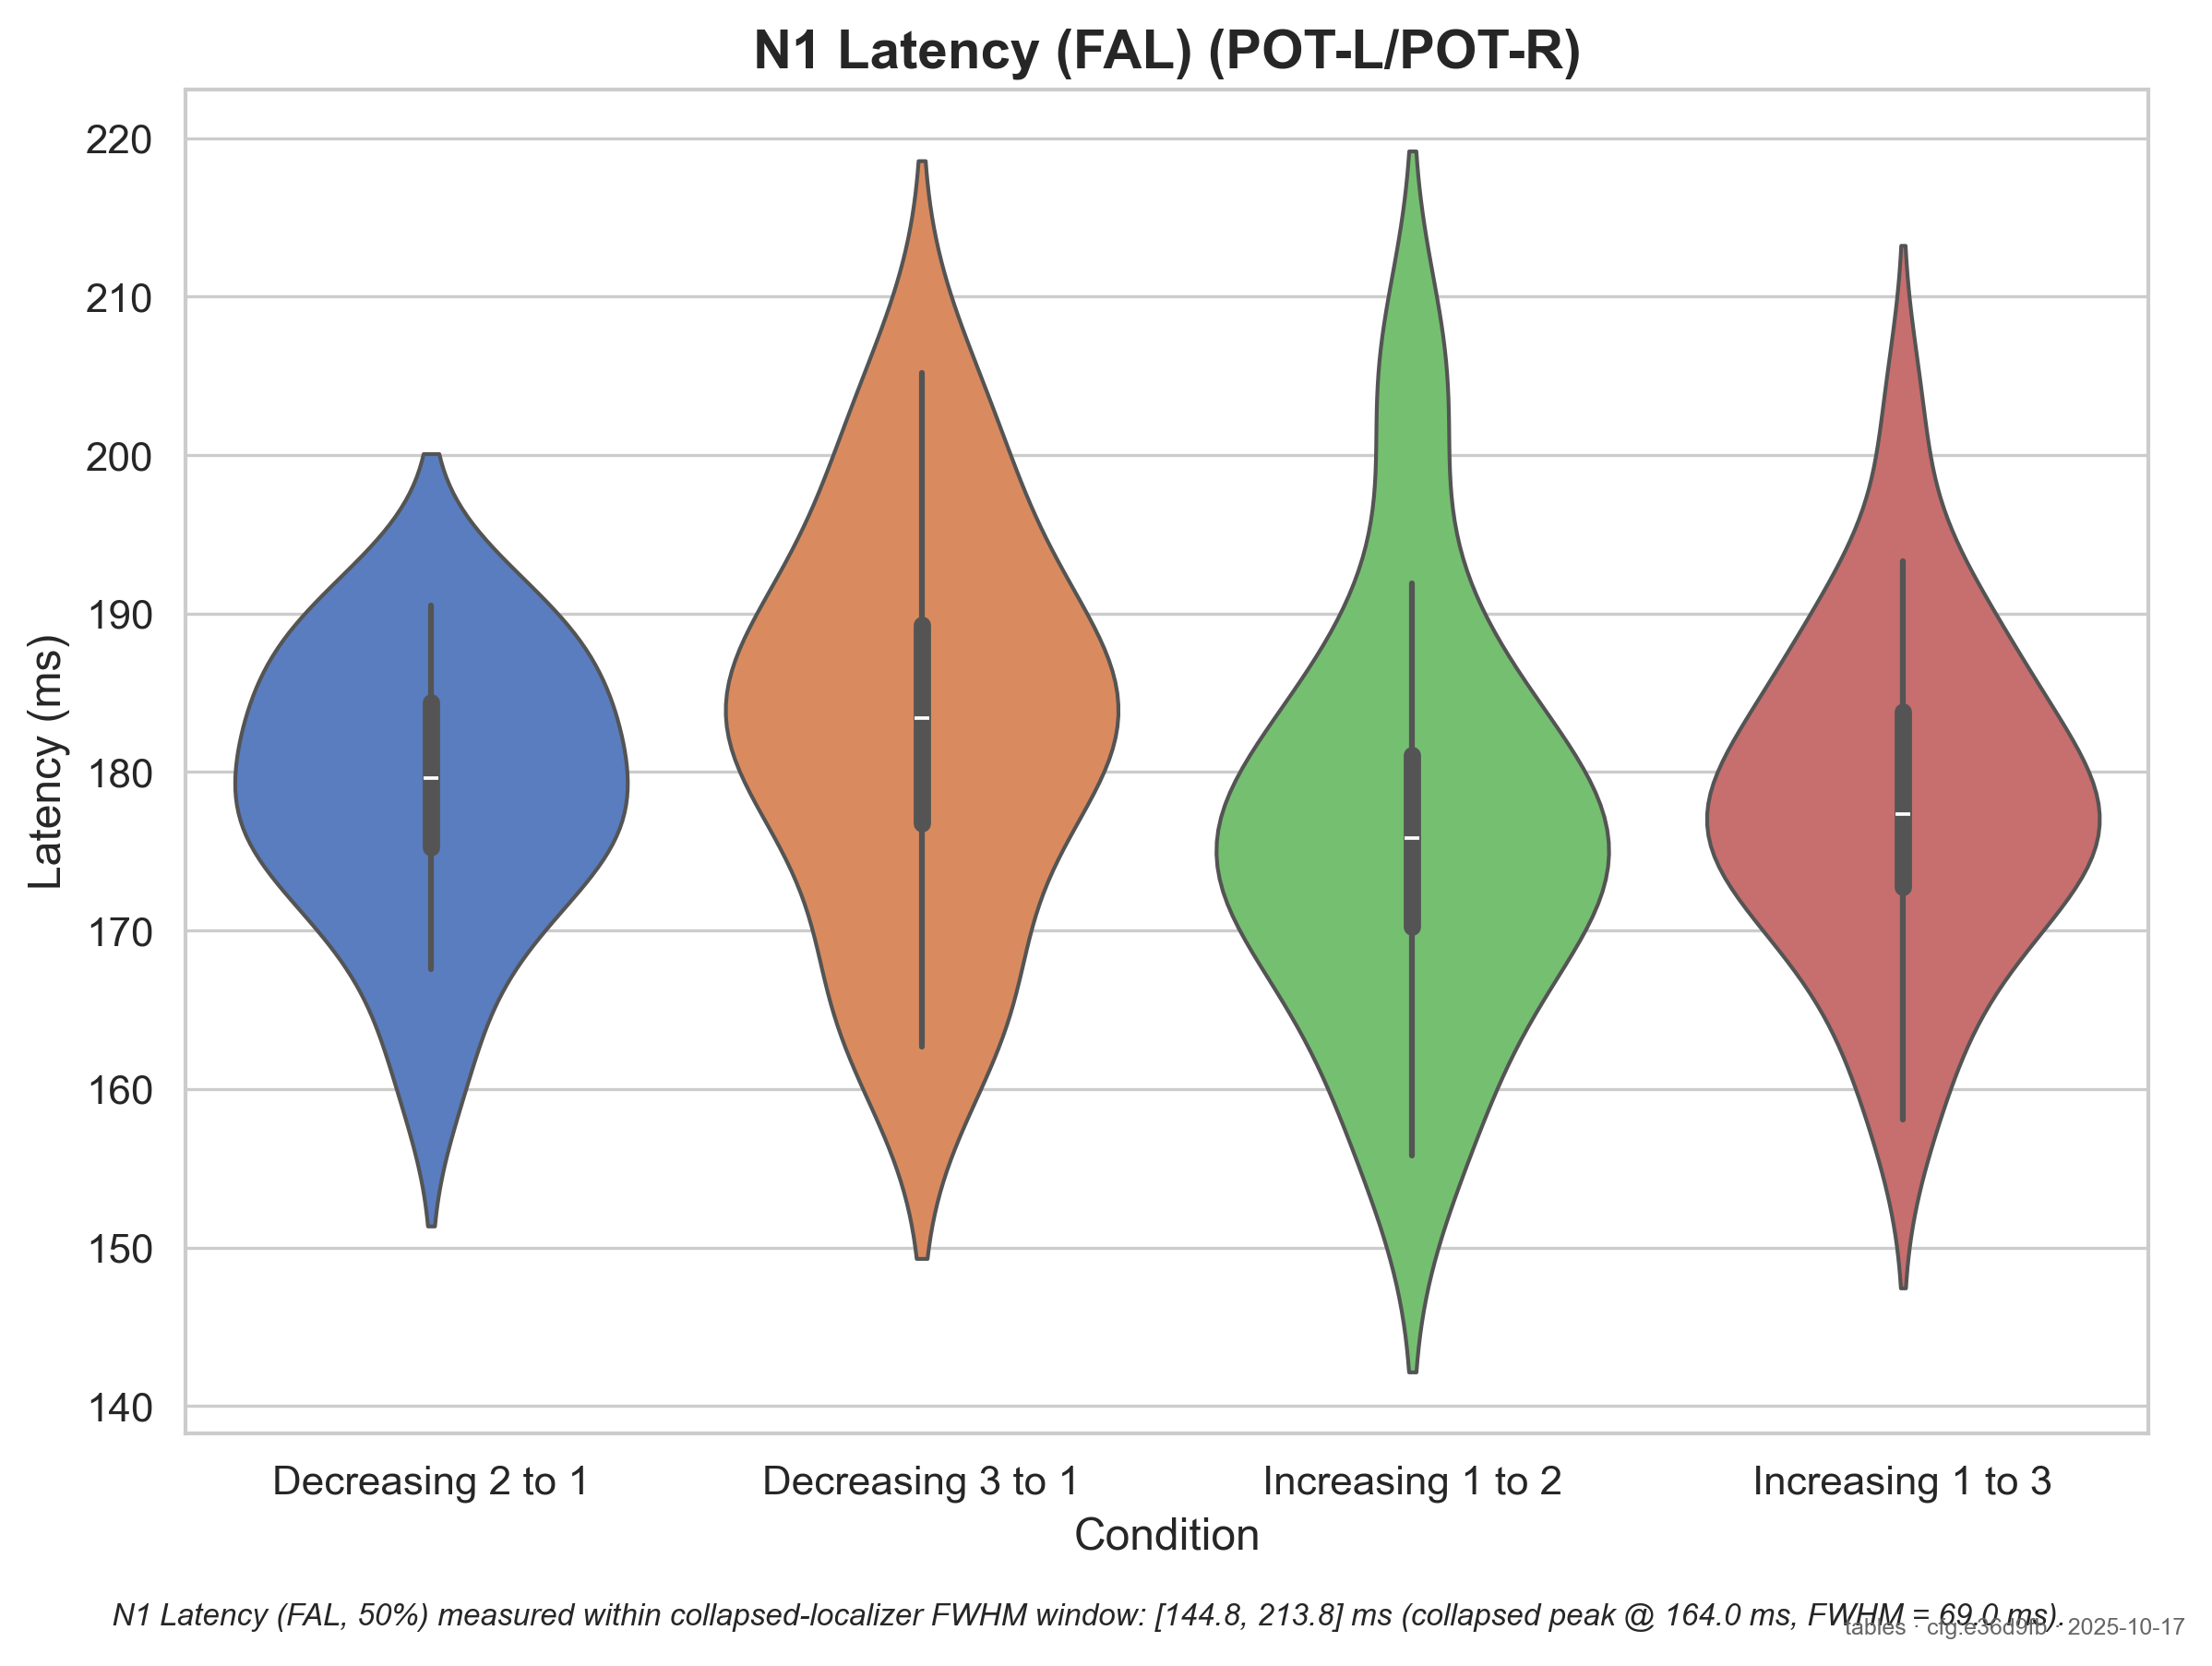 N1 Latency (FAL) (POT-L/POT-R)
Latency (ms)
220
210
200
190
180
170
160
150
140
Decreasing 2 to 1
Decreasing 3 to 1
Increasing 1 to 2
Increasing 1 to 3
Condition
N1 Latency (FAL, 50%) measured within collapsed-localizer FWHM window: [144.8, 213.8] ms (collapsed peak @ 164.0 ms, FWHM = 69.0 ms).
tables · cfg:e36d9fb · 2025-10-17